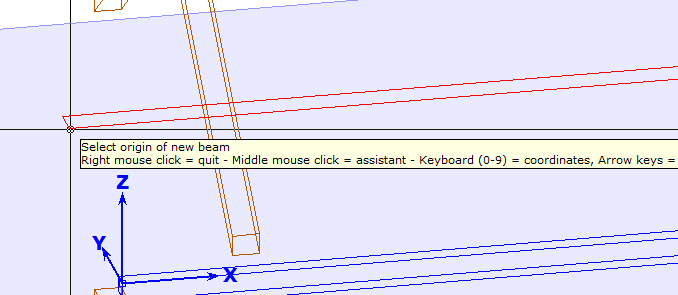 Select origin of new beam
Right mouse click = quit - Middle mouse click = assistant - Keyboard (0-9) = coordinates, Arrow keys =
Z
Y
X